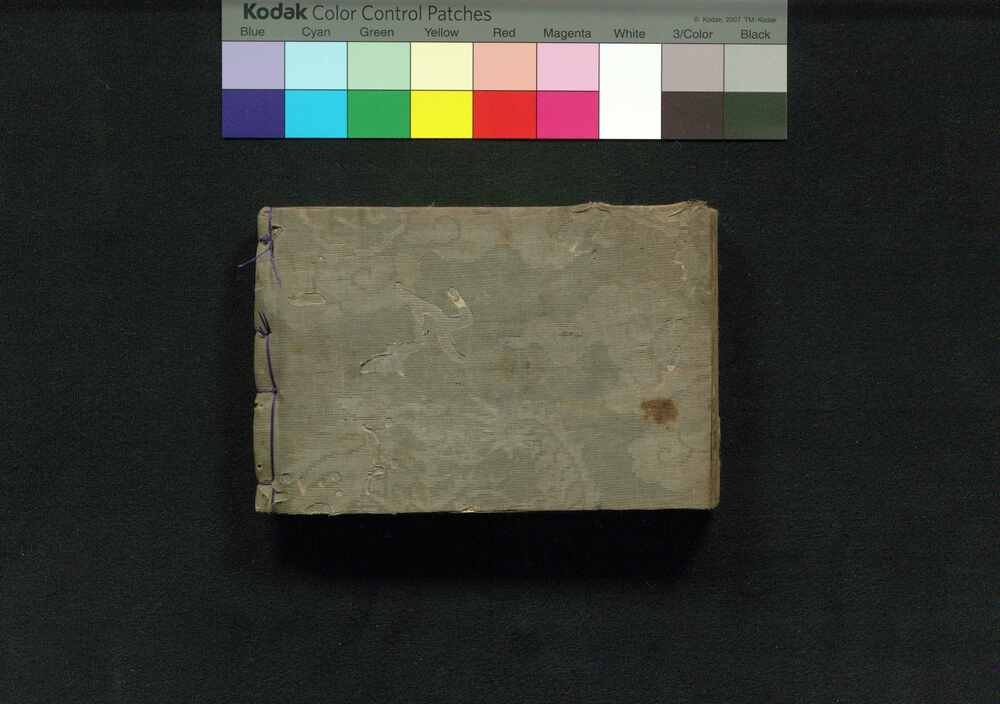 Kodak Color Control Patches
© Kodak, 2007 TM: Kodak
Blue Cyan Green Yellow Red Magenta White 3/Color Black